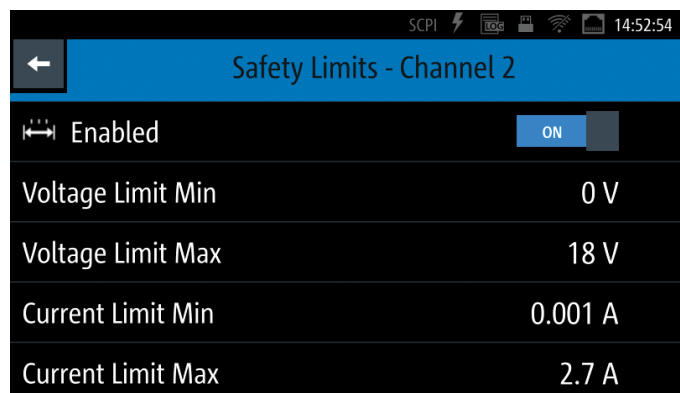 SCPI LOG 14:52:54
Safety Limits - Channel 2
Enabled ON
Voltage Limit Min 0 V
Voltage Limit Max 18 V
Current Limit Min 0.001 A
Current Limit Max 2.7 A